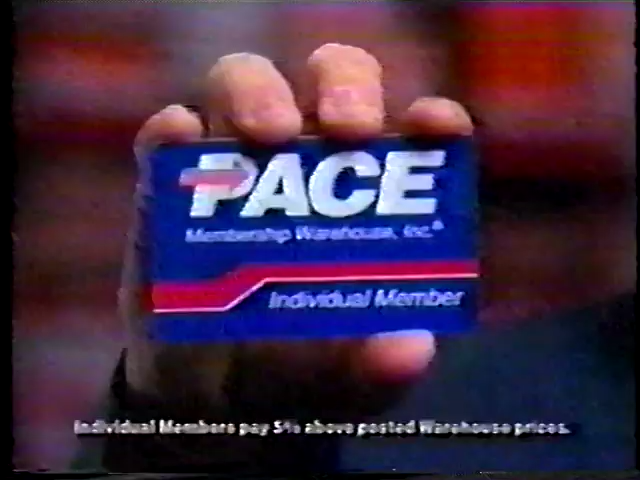 PACE
Membership Warehouse, Inc.®
Individual Member
Individual Members pay 5% above posted Warehouse prices.